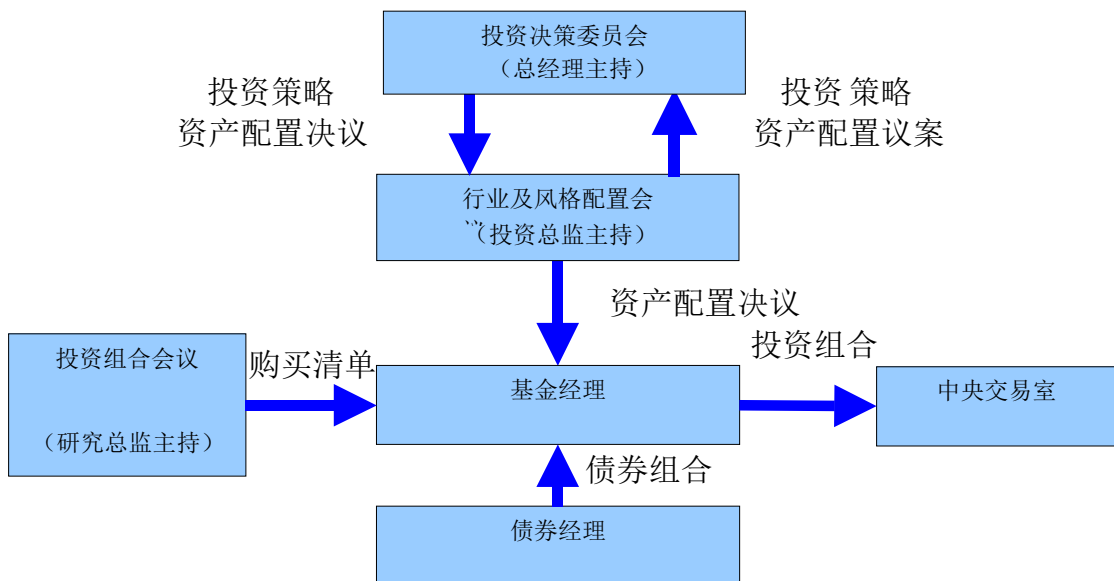 投资决策委员会
（总经理主持）
投资策略
资产配置决议
投资 策略
资产配置议案
行业及风格配置会
（投资总监主持）
资产配置决议
投资组合会议
（研究总监主持）
购买清单
基金经理
投资组合
中央交易室
债券组合
债券经理